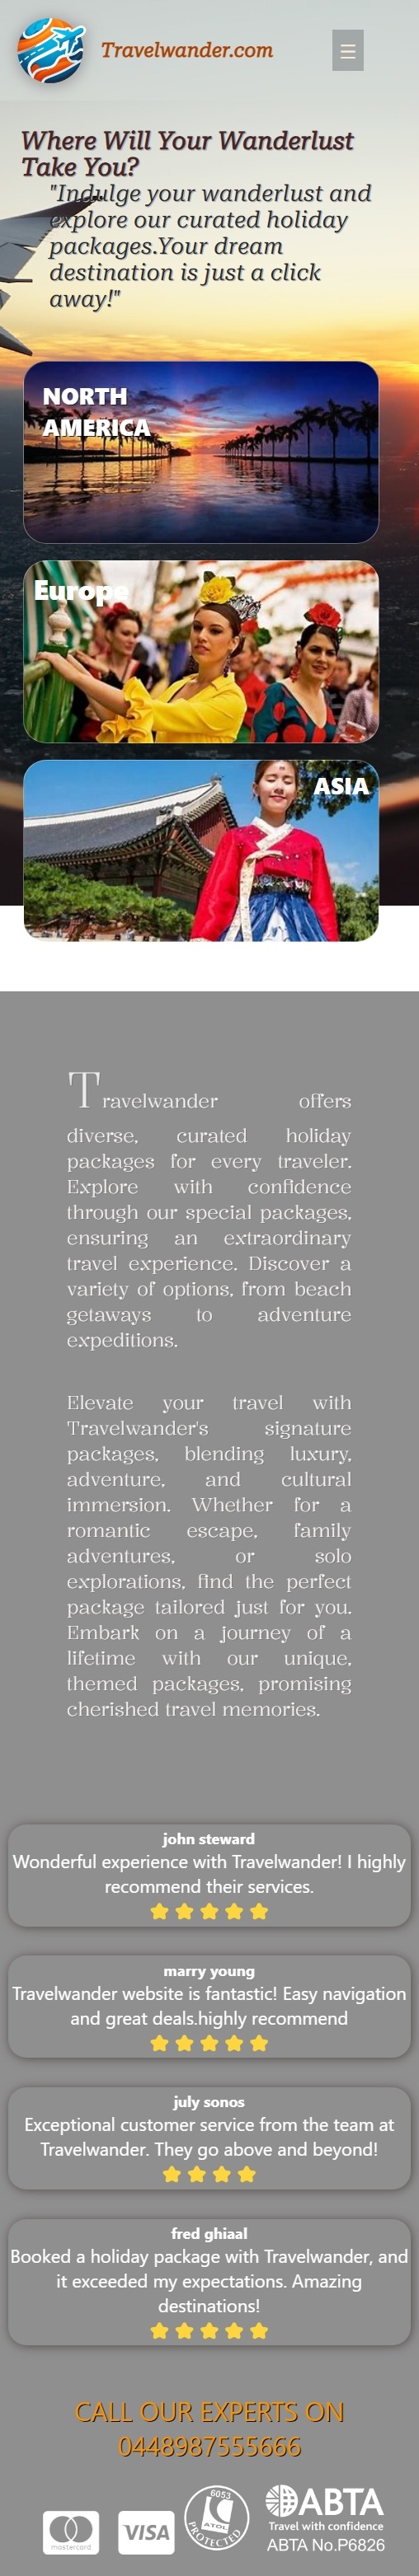 Travelwander.com
☰
Where Will Your Wanderlust
Take You?
"Indulge your wanderlust and
explore our curated holiday
packages.Your dream
destination is just a click
away!"
NORTH
AMERICA
Europe
ASIA
Travelwander offers
diverse, curated holiday
packages for every traveler.
Explore with confidence
through our special packages,
ensuring an extraordinary
travel experience. Discover a
variety of options, from beach
getaways to adventure
expeditions.
Elevate your travel with
Travelwander's signature
packages, blending luxury,
adventure, and cultural
immersion. Whether for a
romantic escape, family
adventures, or solo
explorations, find the perfect
package tailored just for you.
Embark on a journey of a
lifetime with our unique,
themed packages, promising
cherished travel memories.
john steward
Wonderful experience with Travelwander! I highly
recommend their services.
marry young
Travelwander website is fantastic! Easy navigation
and great deals.highly recommend
july sonos
Exceptional customer service from the team at
Travelwander. They go above and beyond!
fred ghiaal
Booked a holiday package with Travelwander, and
it exceeded my expectations. Amazing
destinations!
CALL OUR EXPERTS ON
0448987555666
mastercard
VISA
6053
ATOL
PROTECTED
ABTA
Travel with confidence
ABTA No.P6826